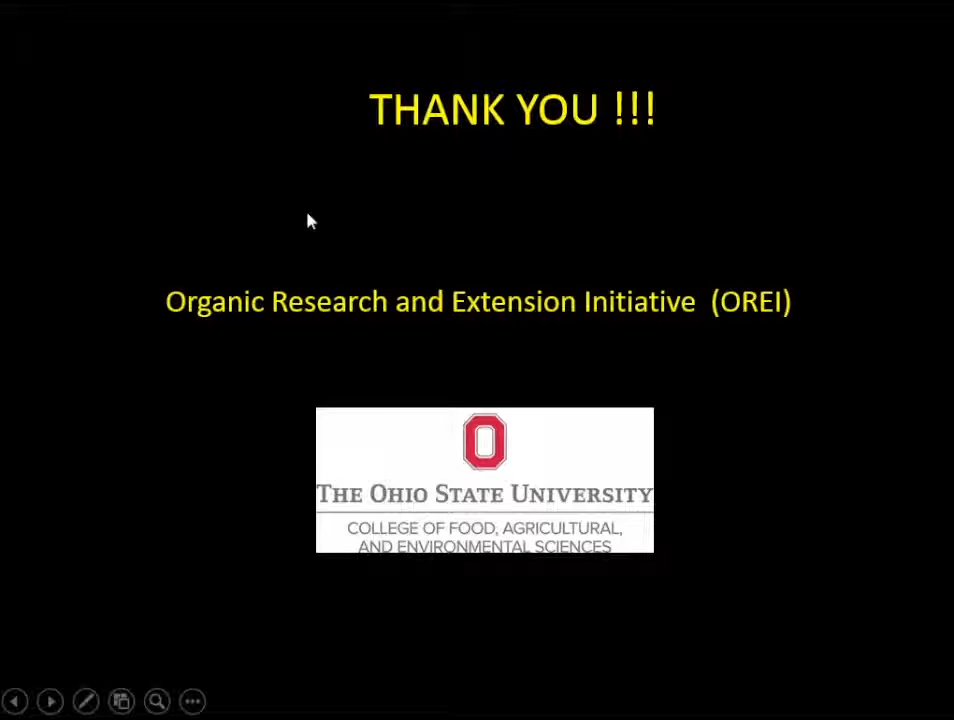 THANK YOU !!!
Organic Research and Extension Initiative (OREI)
THE OHIO STATE UNIVERSITY
COLLEGE OF FOOD, AGRICULTURAL,
AND ENVIRONMENTAL SCIENCES